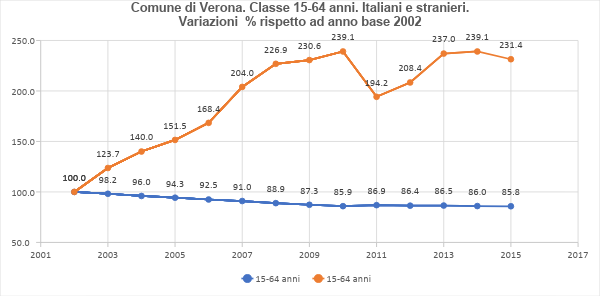 Comune di Verona. Classe 15-64 anni. Italiani e stranieri.
Variazioni % rispetto ad anno base 2002
250.0
200.0
150.0
100.0
50.0
100.0 123.7 140.0 151.5 168.4 204.0 226.9 230.6 239.1 194.2 208.4 237.0 239.1 231.4
100.0 98.2 96.0 94.3 92.5 91.0 88.9 87.3 85.9 86.9 86.4 86.5 86.0 85.8
2001 2003 2005 2007 2009 2011 2013 2015 2017
15-64 anni 15-64 anni